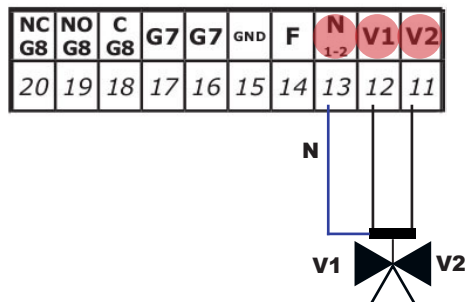 NC NO C G7 G7 GND F N V1 V2
G8 G8 G8 1-2
20 19 18 17 16 15 14 13 12 11
N
V1 V2